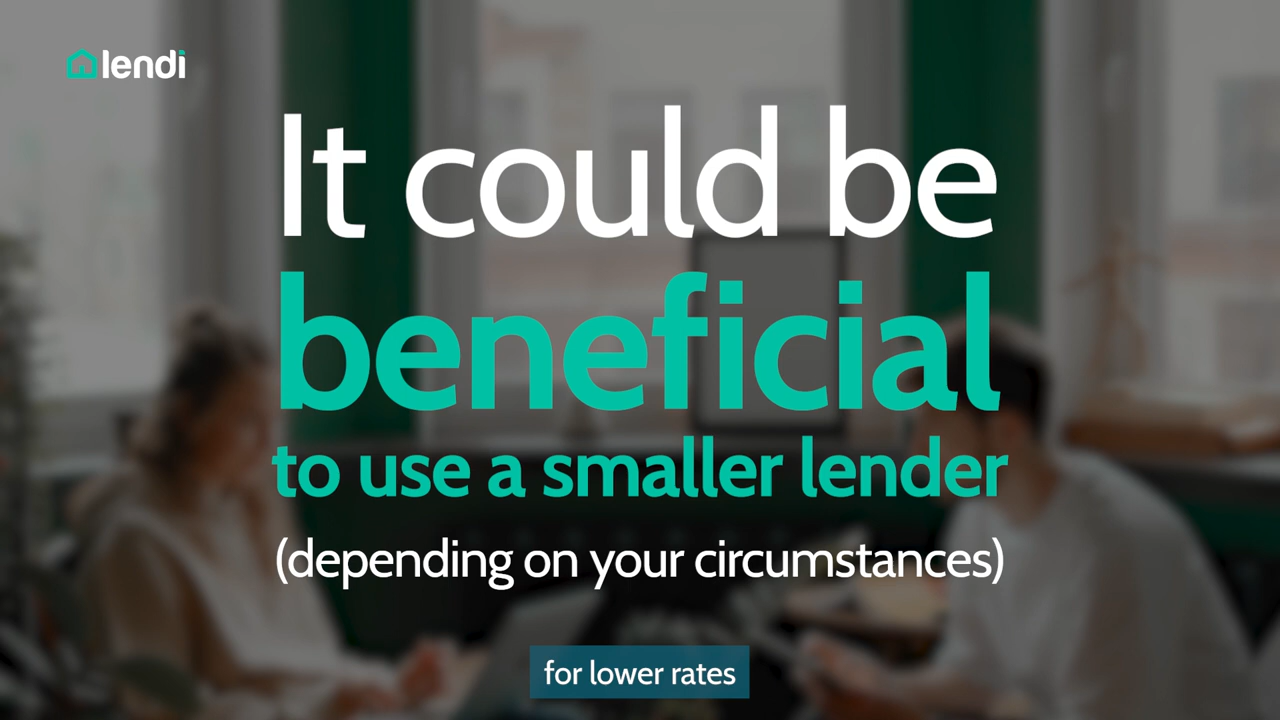 lendi
It could be
beneficial
to use a smaller lender
(depending on your circumstances)
for lower rates